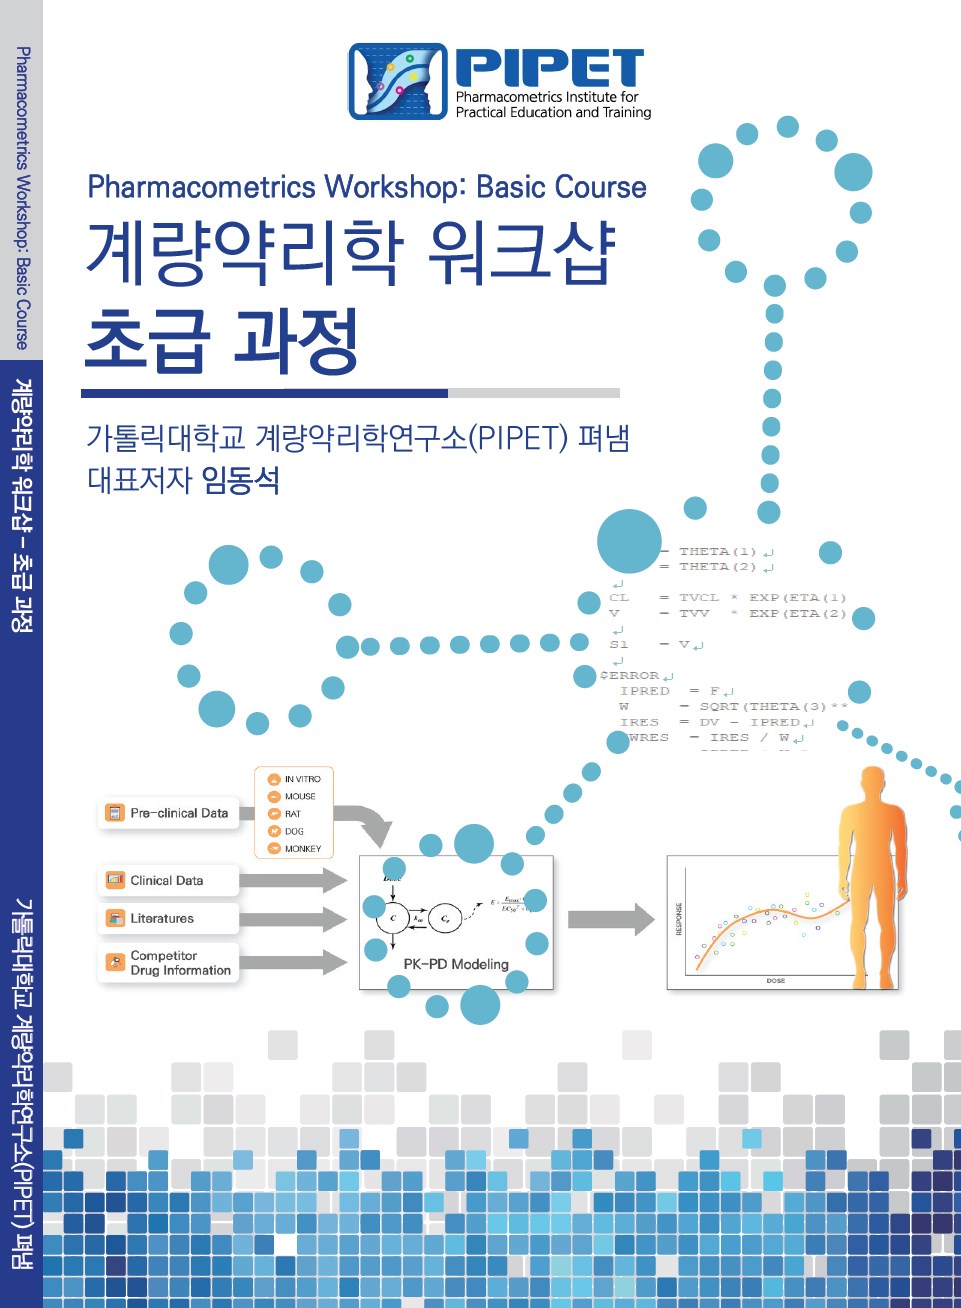 Pharmacometrics Workshop: Basic Course
계량약리학 워크샵 - 초급 과정
가톨릭대학교 계량약리학연구소(PIPET) 펴냄
PIPET
Pharmacometrics Institute for
Practical Education and Training
Pharmacometrics Workshop: Basic Course
계량약리학 워크샵
초급 과정
가톨릭대학교 계량약리학연구소(PIPET) 펴냄
대표저자 임동석
= THETA(1)
= THETA(2)
CL = TVCL * EXP(ETA(1)
V = TVV * EXP(ETA(2)
S1 = V
$ERROR
IPRED = F
W = SQRT(THETA(3)**
IRES = DV - IPRED
IWRES = IRES / W
Pre-clinical Data
IN VITRO
MOUSE
RAT
DOG
MONKEY
Clinical Data
Literatures
Competitor
Drug Information
C
Ce
PK-PD Modeling
RESPONSE
DOSE